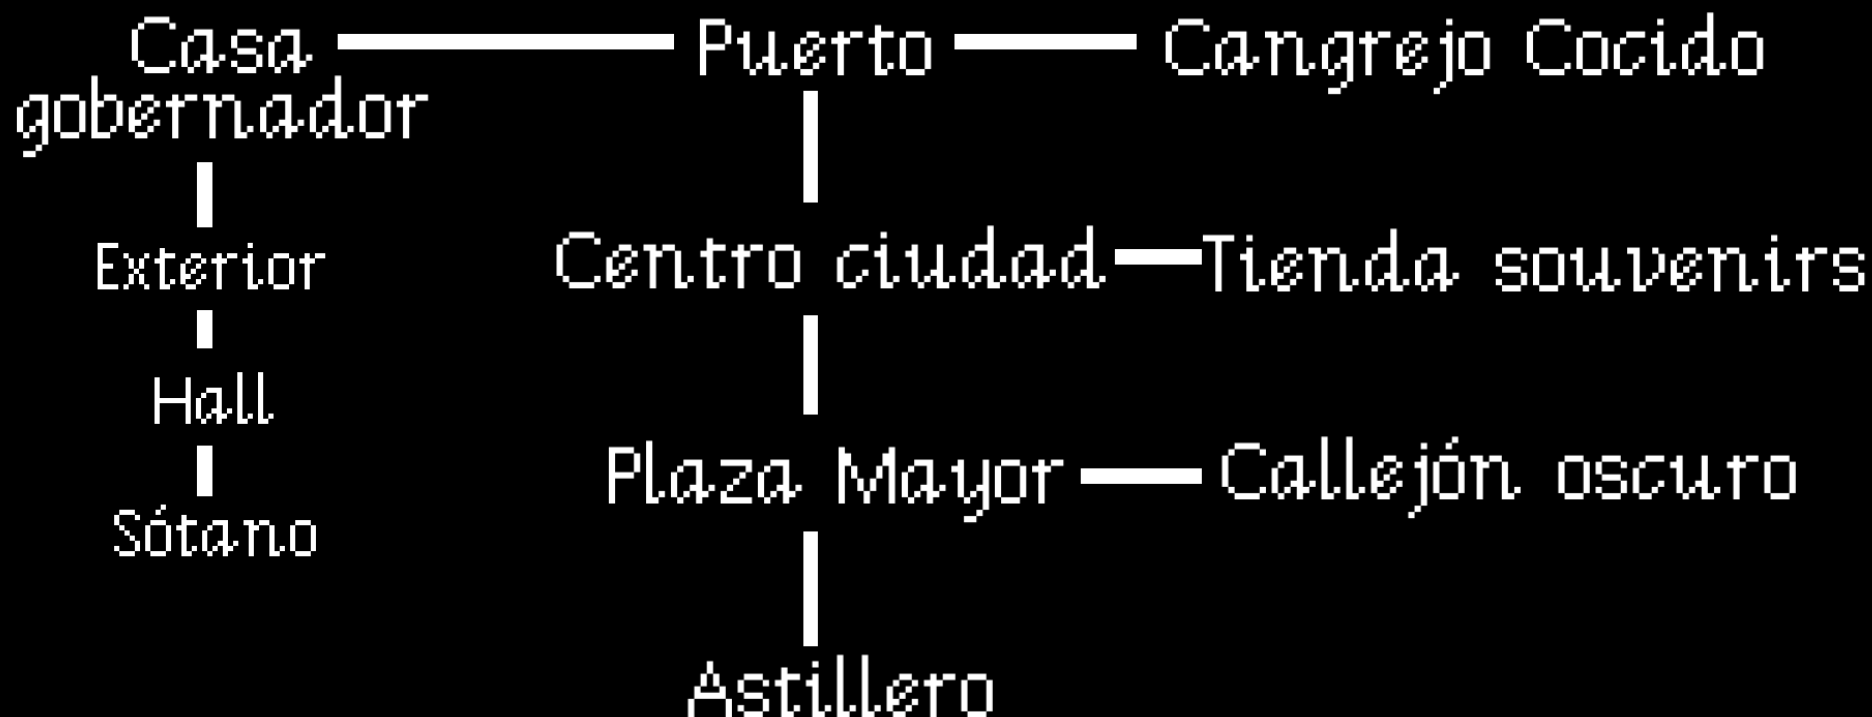 Casa
gobernador
Puerto
Cangrejo Cocido
Exterior
Centro ciudad
Tienda souvenirs
Hall
Plaza Mayor
Callejón oscuro
Sótano
Astillero